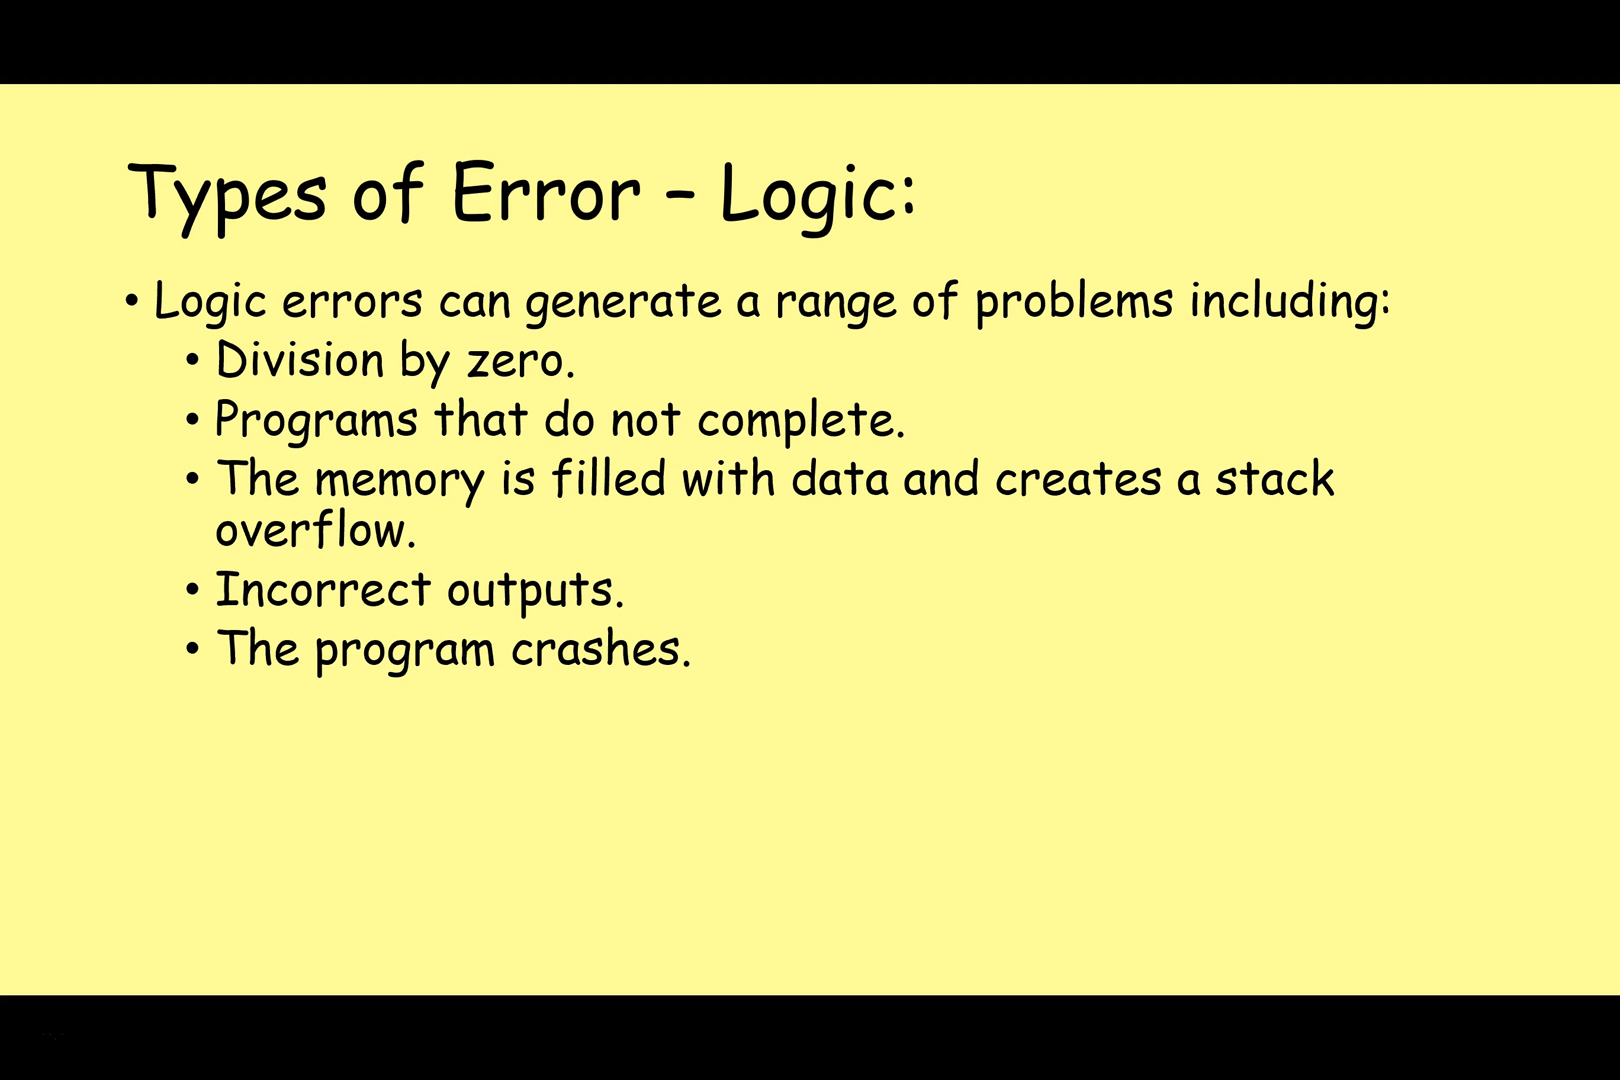 Types of Error – Logic:
• Logic errors can generate a range of problems including:
• Division by zero.
• Programs that do not complete.
• The memory is filled with data and creates a stack
overflow.
• Incorrect outputs.
• The program crashes.